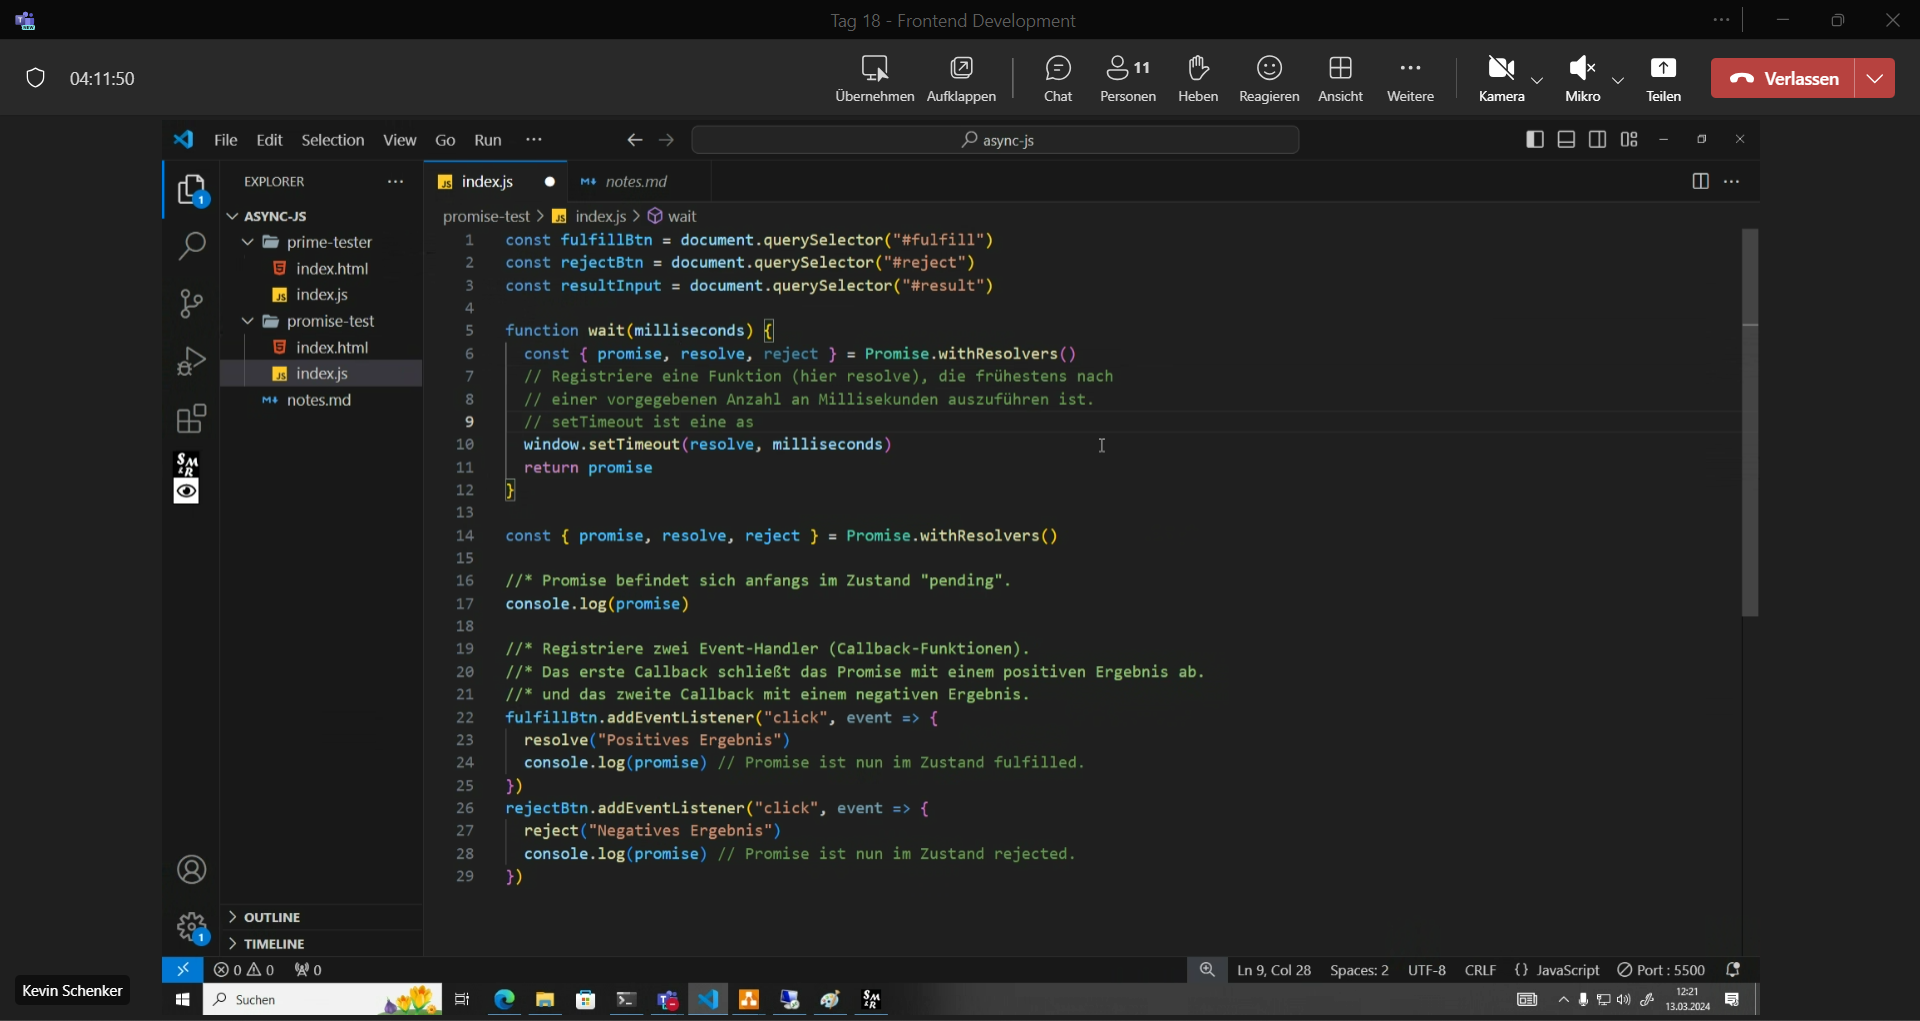 Tag 18 - Frontend Development
04:11:50
Übernehmen Aufklappen Chat Personen 11 Heben Reagieren Ansicht Weitere Kamera Mikro Teilen Verlassen
File Edit Selection View Go Run async-js
EXPLORER
index.js
notes.md
ASYNC-JS
prime-tester
index.html
index.js
promise-test
index.html
index.js
notes.md
OUTLINE
TIMELINE
promise-test > index.js > wait
1 const fulfillBtn = document.querySelector("#fulfill")
2 const rejectBtn = document.querySelector("#reject")
3 const resultInput = document.querySelector("#result")
4
5 function wait(milliseconds) {
6 const { promise, resolve, reject } = Promise.withResolvers()
7 // Registriere eine Funktion (hier resolve), die frühestens nach
8 // einer vorgegebenen Anzahl an Millisekunden auszuführen ist.
9 // setTimeout ist eine as
10 window.setTimeout(resolve, milliseconds)
11 return promise
12 }
13
14 const { promise, resolve, reject } = Promise.withResolvers()
15
16 //* Promise befindet sich anfangs im Zustand "pending".
17 console.log(promise)
18
19 //* Registriere zwei Event-Handler (Callback-Funktionen).
20 //* Das erste Callback schließt das Promise mit einem positiven Ergebnis ab.
21 //* und das zweite Callback mit einem negativen Ergebnis.
22 fulfillBtn.addEventListener("click", event => {
23 resolve("Positives Ergebnis")
24 console.log(promise) // Promise ist nun im Zustand fulfilled.
25 })
26 rejectBtn.addEventListener("click", event => {
27 reject("Negatives Ergebnis")
28 console.log(promise) // Promise ist nun im Zustand rejected.
29 })
0 0 0 Ln 9, Col 28 Spaces: 2 UTF-8 CRLF {} JavaScript Port : 5500
Kevin Schenker
Suchen
12:21
13.03.2024